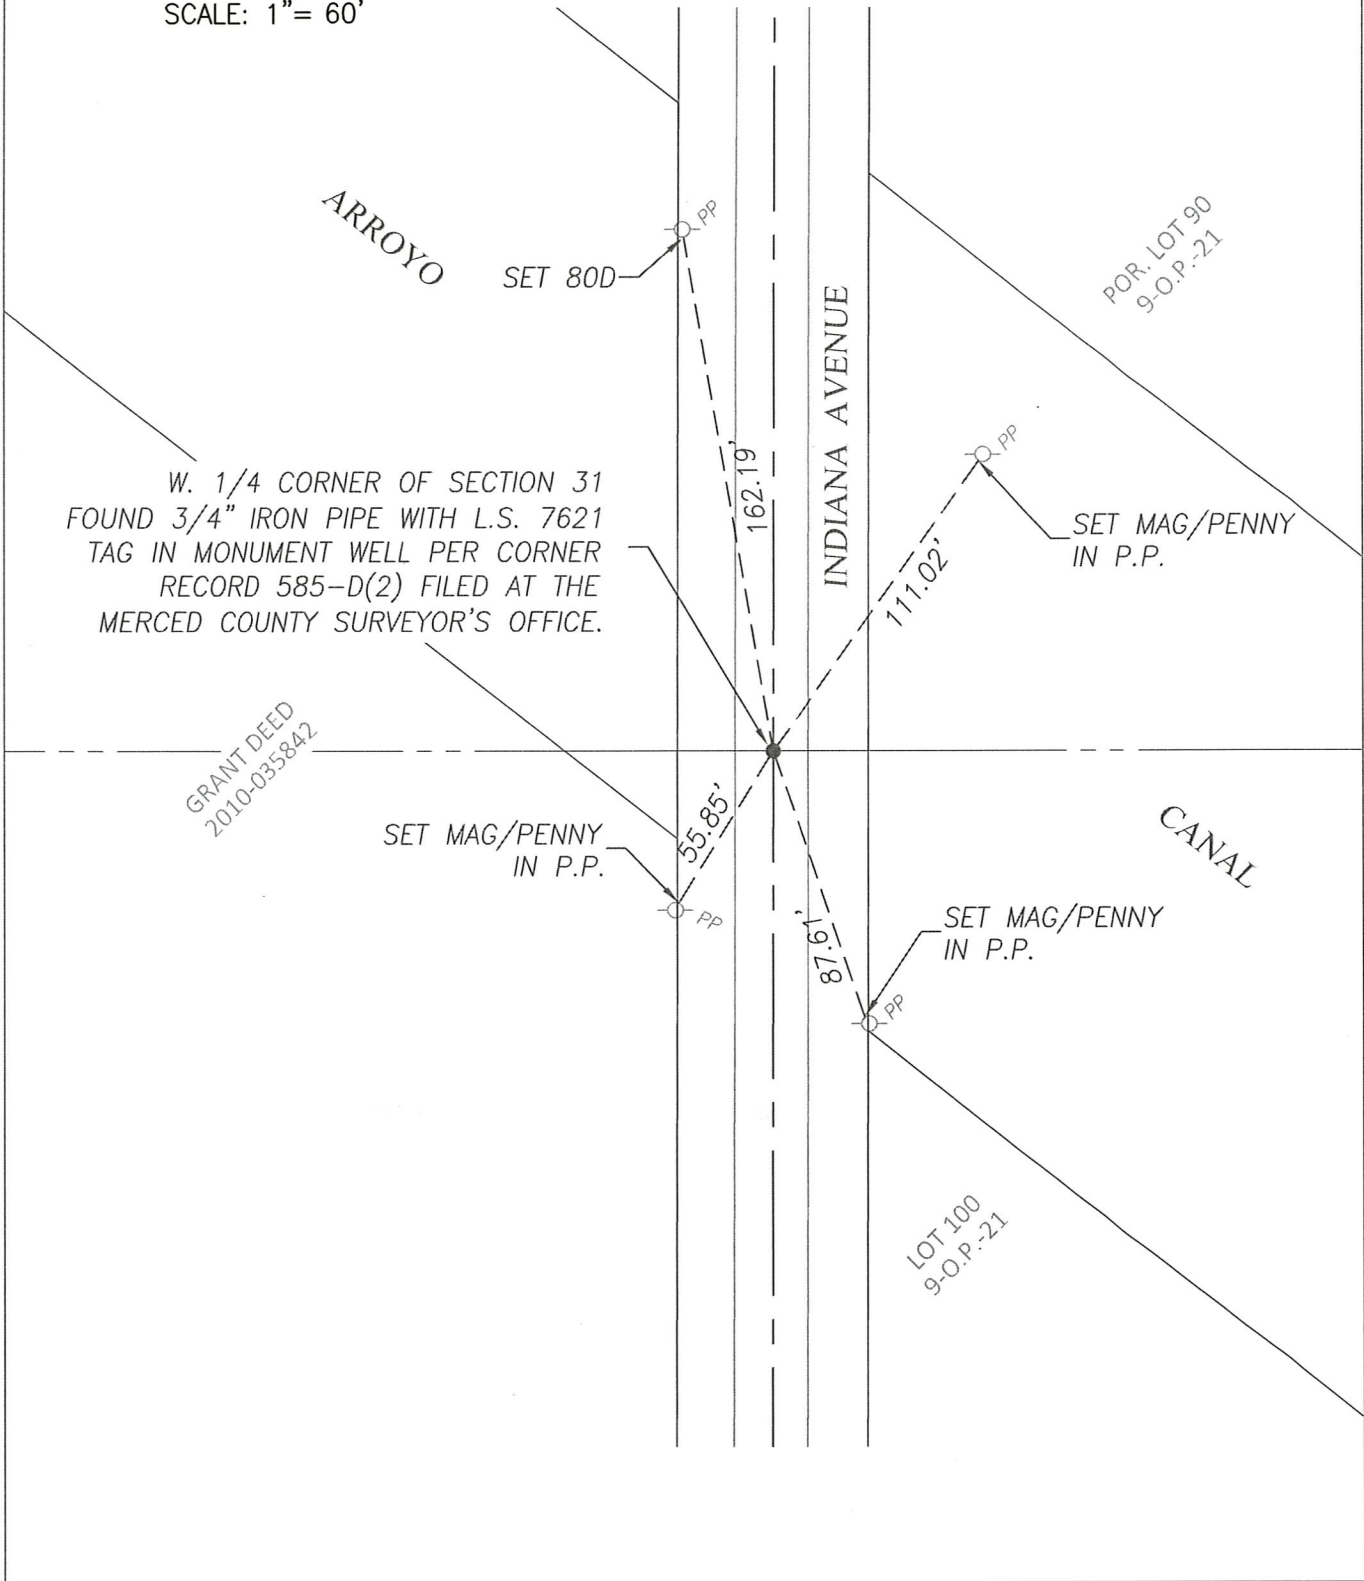 SCALE: 1"= 60'
ARROYO
PP
SET 80D
POR. LOT 90
9-O.P.-21
INDIANA AVENUE
162.19'
PP
W. 1/4 CORNER OF SECTION 31
FOUND 3/4" IRON PIPE WITH L.S. 7621
TAG IN MONUMENT WELL PER CORNER
RECORD 585-D(2) FILED AT THE
MERCED COUNTY SURVEYOR'S OFFICE.
SET MAG/PENNY
IN P.P.
111.02'
GRANT DEED
2010-035842
SET MAG/PENNY
IN P.P.
55.85'
PP
CANAL
87.61'
SET MAG/PENNY
IN P.P.
PP
LOT 100
9-O.P.-21